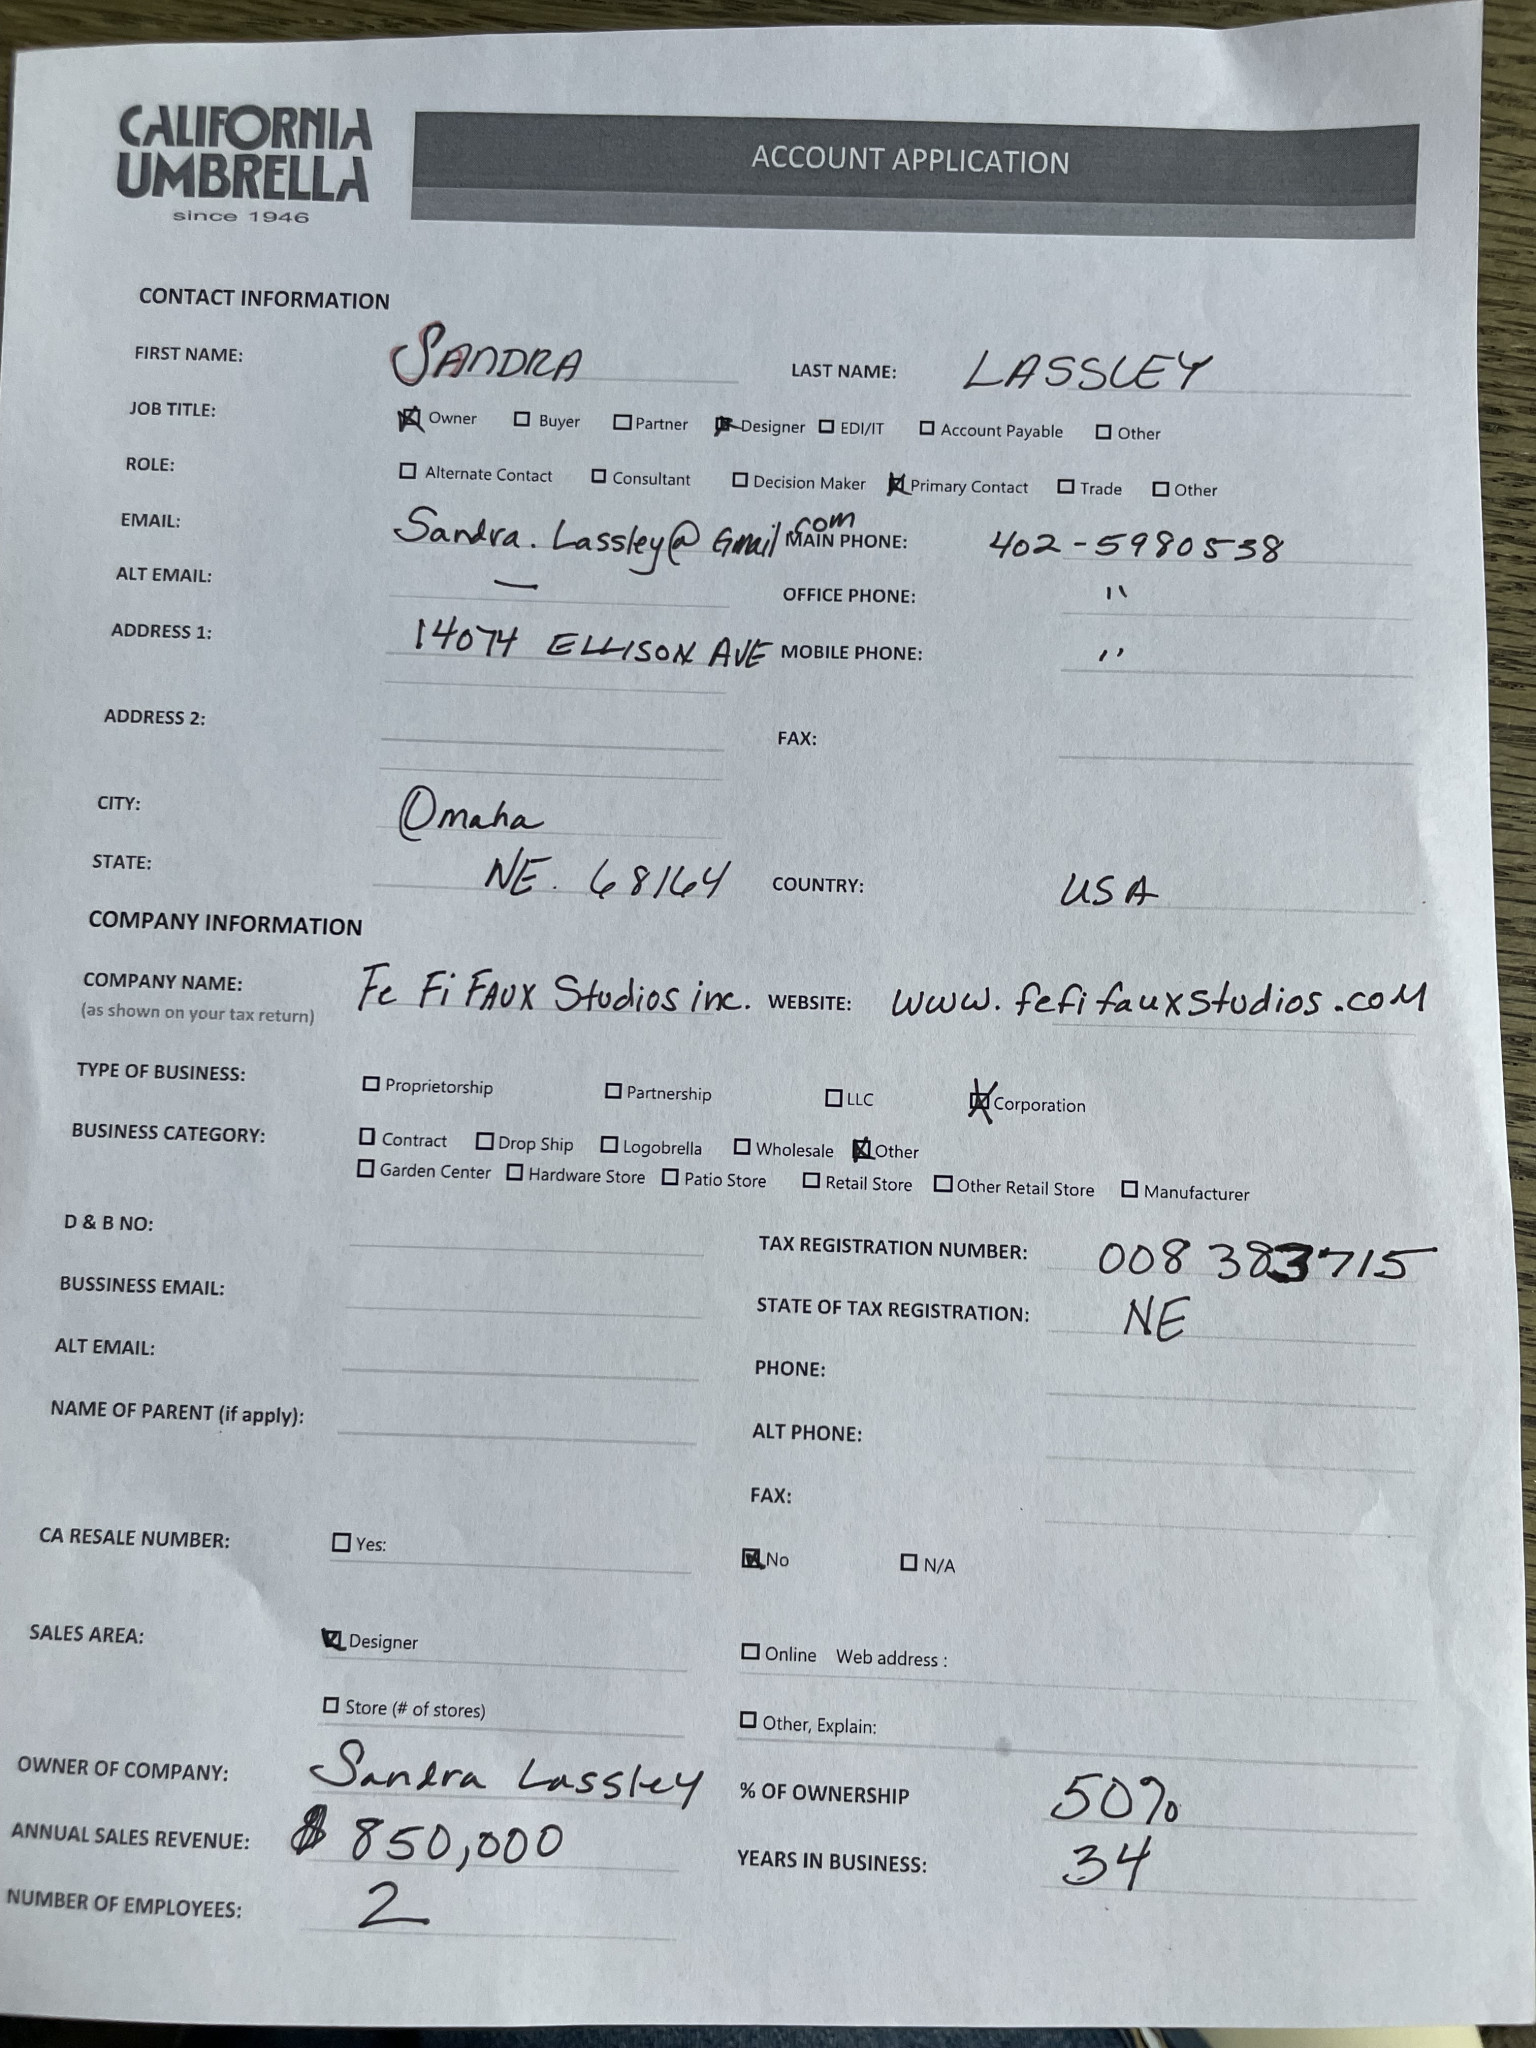 CALIFORNIA
UMBRELLA
since 1946
ACCOUNT APPLICATION
CONTACT INFORMATION
FIRST NAME: SANDRA LAST NAME: LASSLEY
JOB TITLE: Owner Buyer Partner Designer EDI/IT Account Payable Other
ROLE: Alternate Contact Consultant Decision Maker Primary Contact Trade Other
EMAIL: Sandra.Lassley@Gmail.com MAIN PHONE: 402-5980538
ALT EMAIL: — OFFICE PHONE: "
ADDRESS 1: 14074 ELLISON AVE MOBILE PHONE: "
ADDRESS 2: FAX:
CITY: Omaha
STATE: NE. 68164 COUNTRY: USA
COMPANY INFORMATION
COMPANY NAME: Fe Fi FAUX Studios inc. WEBSITE: www.fefifauxstudios.com
(as shown on your tax return)
TYPE OF BUSINESS: Proprietorship Partnership LLC Corporation
BUSINESS CATEGORY: Contract Drop Ship Logobrella Wholesale Other
Garden Center Hardware Store Patio Store Retail Store Other Retail Store Manufacturer
D & B NO: TAX REGISTRATION NUMBER: 008 383715
BUSSINESS EMAIL: STATE OF TAX REGISTRATION: NE
ALT EMAIL: PHONE:
NAME OF PARENT (if apply): ALT PHONE:
FAX:
CA RESALE NUMBER: Yes: No N/A
SALES AREA: Designer Online Web address :
Store (# of stores) Other, Explain:
OWNER OF COMPANY: Sandra Lassley % OF OWNERSHIP 50%
ANNUAL SALES REVENUE: $850,000 YEARS IN BUSINESS: 34
NUMBER OF EMPLOYEES: 2